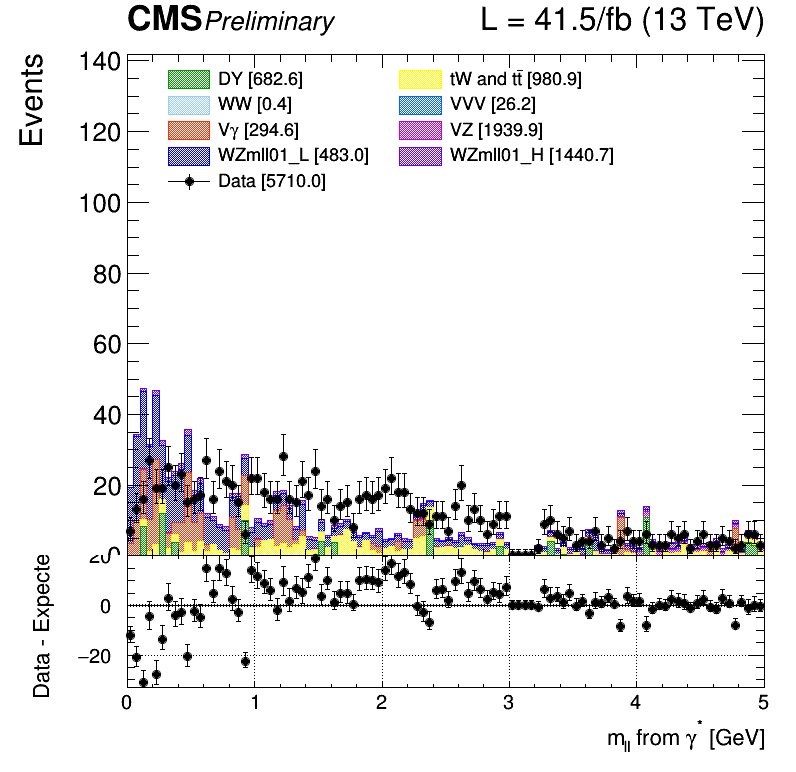 CMS Preliminary L = 41.5/fb (13 TeV)
Events
140
120
100
80
60
40
20
DY [682.6] tW and tt̄ [980.9]
WW [0.4] VVV [26.2]
Vγ [294.6] VZ [1939.9]
WZmll01_L [483.0] WZmll01_H [1440.7]
Data [5710.0]
Data - Expecte
20
0
−20
0 1 2 3 4 5
m_ll from γ* [GeV]